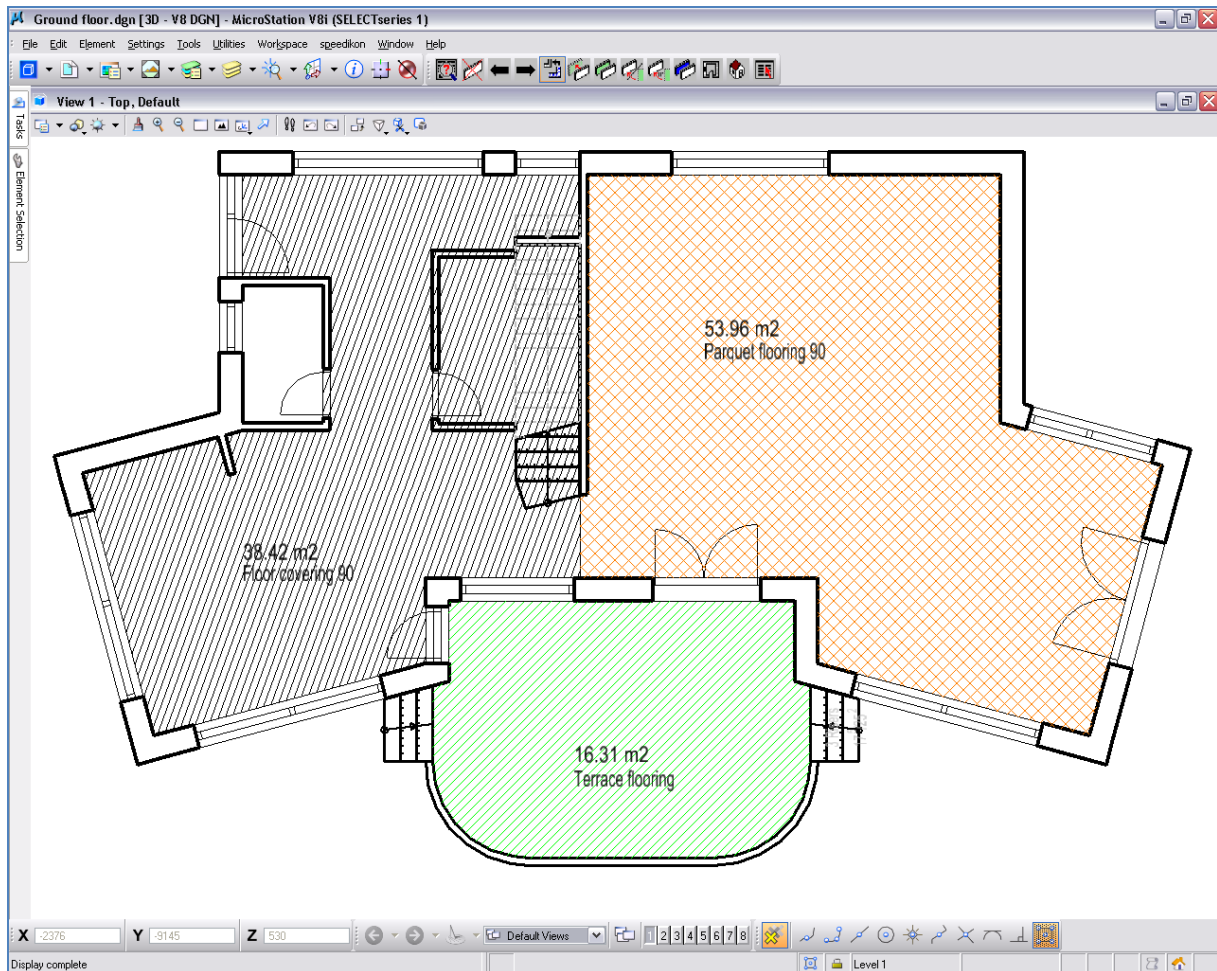 Ground floor.dgn [3D - V8 DGN] - MicroStation V8i (SELECTseries 1)
File Edit Element Settings Tools Utilities Workspace speedikon Window Help
View 1 - Top, Default
Tasks
Element Selection
53.96 m2
Parquet flooring 90
38.42 m2
Floor covering 90
16.31 m2
Terrace flooring
X -2376 Y -9145 Z 530 Default Views 1 2 3 4 5 6 7 8
Display complete Level 1